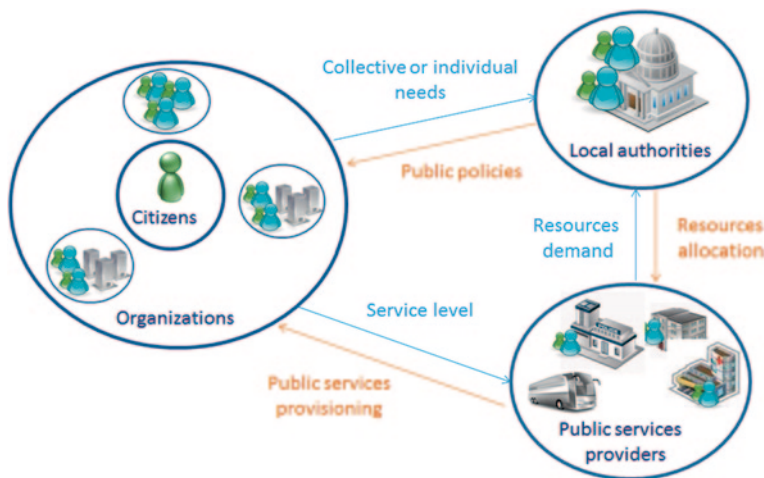 Collective or individual
needs
Local authorities
Public policies
Citizens
Resources
demand
Resources
allocation
Organizations
Service level
POLICE
Public services
provisioning
Public services
providers